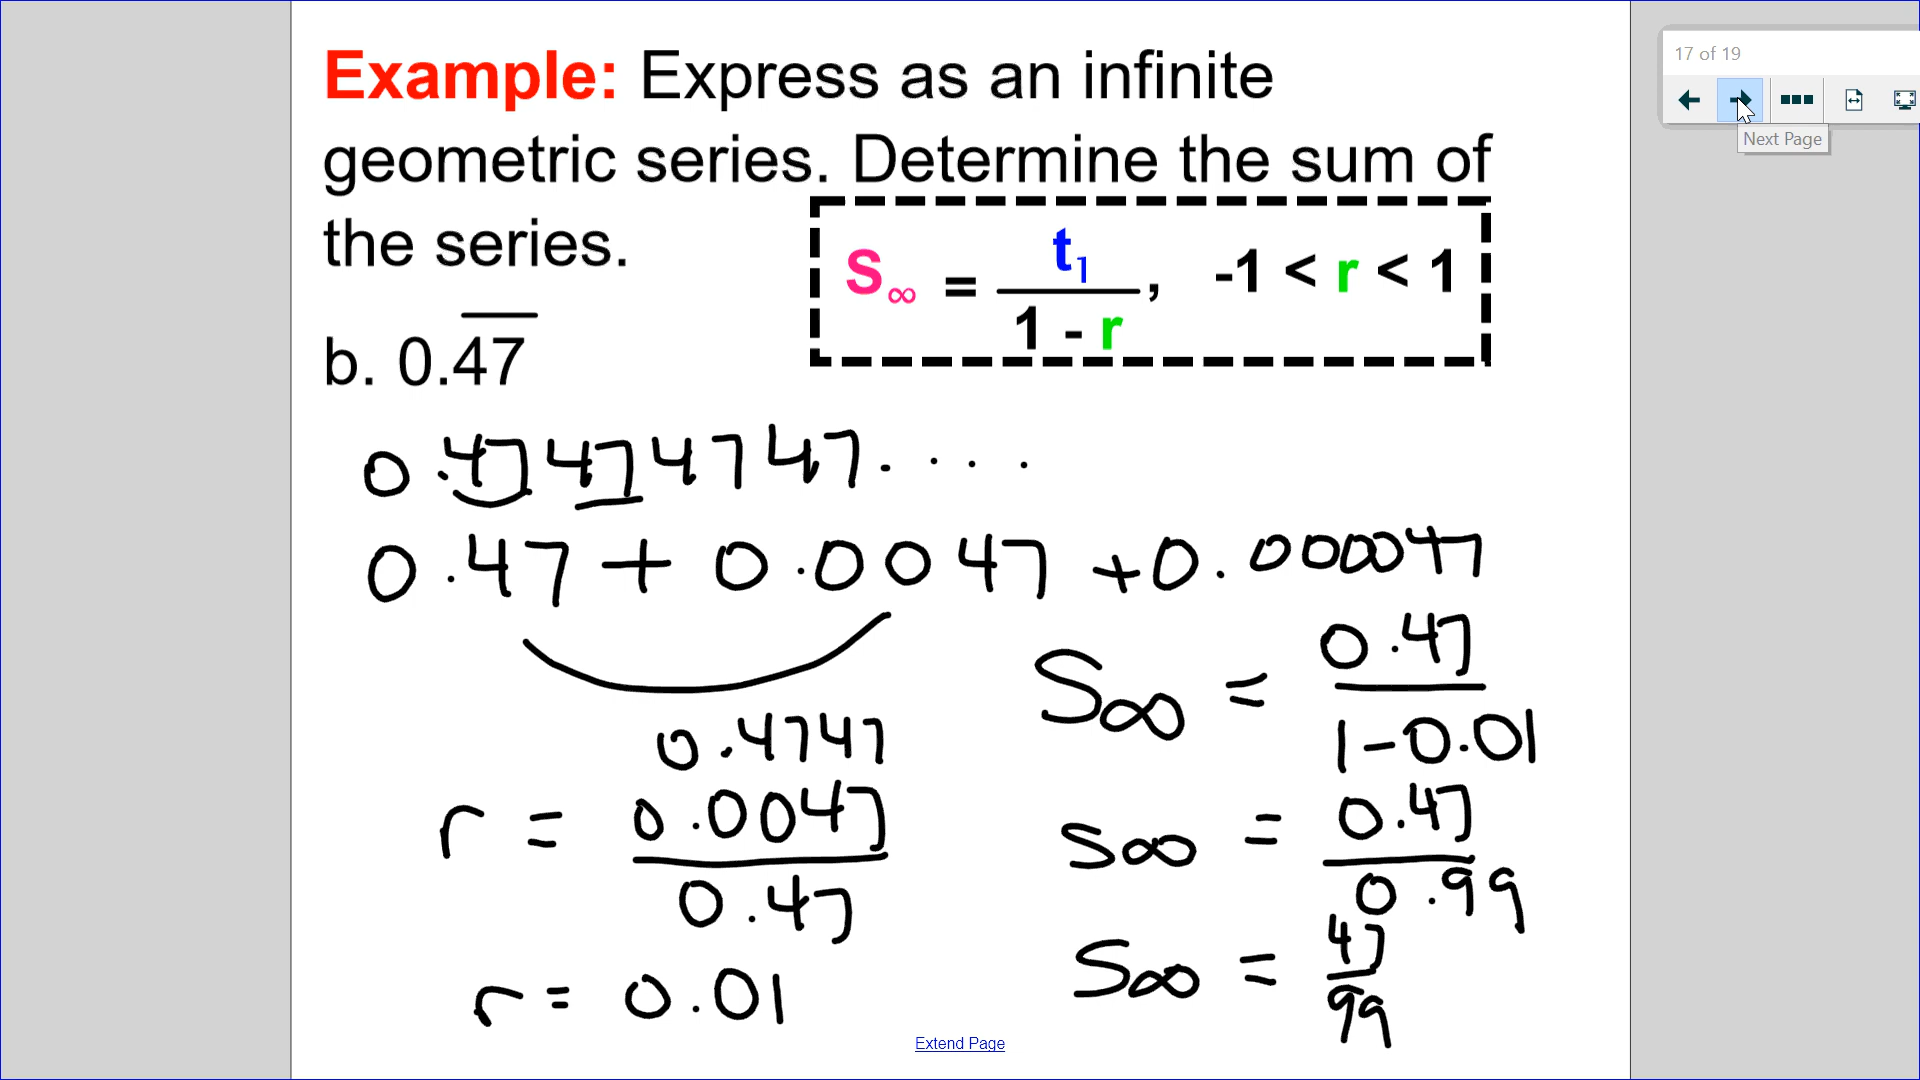 Example: Express as an infinite
geometric series. Determine the sum of
the series.
S∞ = t₁ / (1 - r), -1 < r < 1
b. 0.4̅7̅
0.47474747. . . .
0.47 + 0.0047 + 0.000047
0.4747
r = 0.0047 / 0.47
r = 0.01
S∞ = 0.47 / (1-0.01)
S∞ = 0.47 / 0.99
S∞ = 47 / 99
Extend Page
17 of 19
Next Page